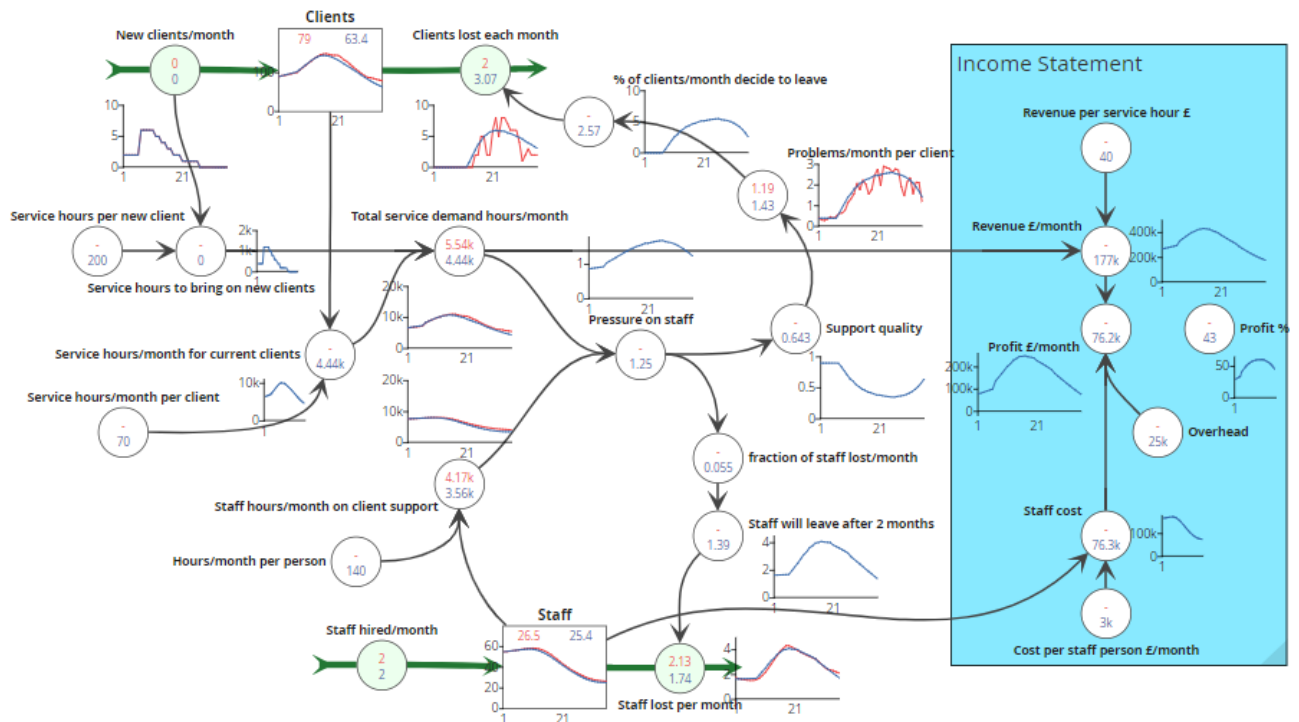 Clients
New clients/month
0
0
79 63.4
100
0
1 21
Clients lost each month
2
3.07
% of clients/month decide to leave
-
2.57
10
5
0
1 21
10
5
0
1 21
10
5
0
1 21
Problems/month per client
1.19
1.43
3
2
1
0
1 21
Service hours per new client
-
200
-
0
Service hours to bring on new clients
2k
1k
0
1
Total service demand hours/month
5.54k
4.44k
20k
10k
0
1 21
Pressure on staff
-
1.25
1
0
1 21
Support quality
-
0.643
1
0.5
0
1 21
Service hours/month for current clients
-
4.44k
10k
0
1
Service hours/month per client
-
70
20k
10k
0
1 21
Staff hours/month on client support
4.17k
3.56k
Hours/month per person
-
140
fraction of staff lost/month
-
0.055
Staff will leave after 2 months
-
1.39
4
2
0
1 21
Staff
26.5 25.4
60
40
20
0
1 21
Staff hired/month
2
2
Staff lost per month
2.13
1.74
4
2
0
1 21
Income Statement
Revenue per service hour £
-
40
Revenue £/month
-
177k
400k
200k
0
1 21
Profit £/month
-
76.2k
200k
100k
0
1 21
Profit %
-
43
50
0
1
Overhead
-
25k
Staff cost
-
76.3k
100k
0
1
Cost per staff person £/month
-
3k